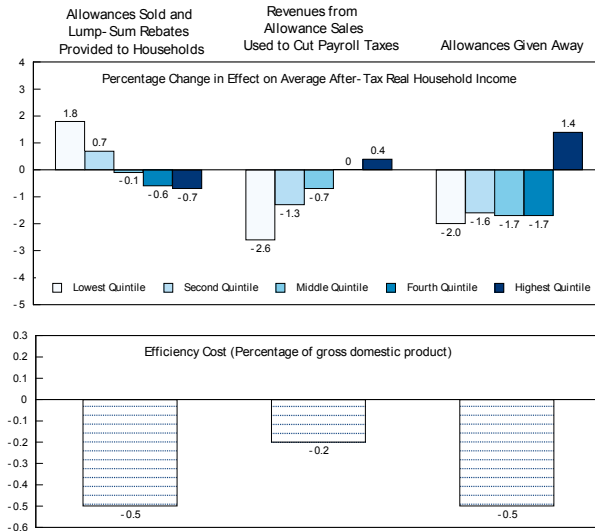 Allowances Sold and
Lump-Sum Rebates
Provided to Households
Revenues from
Allowance Sales
Used to Cut Payroll Taxes
Allowances Given Away
Percentage Change in Effect on Average After-Tax Real Household Income
4
3
2
1
0
-1
-2
-3
-4
-5
1.8
0.7
-0.1
-0.6
-0.7
-2.6
-1.3
-0.7
0
0.4
-2.0
-1.6
-1.7
-1.7
1.4
Lowest Quintile
Second Quintile
Middle Quintile
Fourth Quintile
Highest Quintile
Efficiency Cost (Percentage of gross domestic product)
0.3
0.2
0.1
0
-0.1
-0.2
-0.3
-0.4
-0.5
-0.6
-0.5
-0.2
-0.5